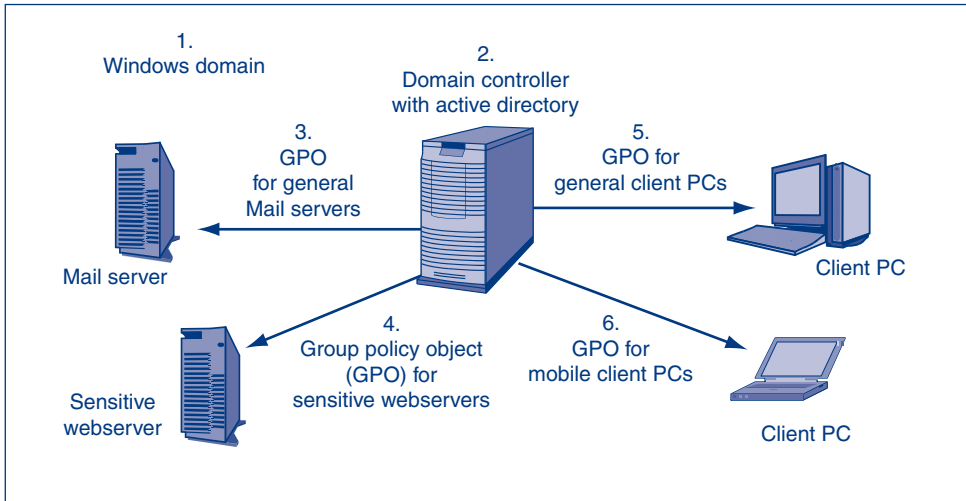 1.
Windows domain
2.
Domain controller
with active directory
3.
GPO
for general
Mail servers
5.
GPO for
general client PCs
Mail server
Client PC
4.
Group policy object
(GPO) for
sensitive webservers
6.
GPO for
mobile client PCs
Sensitive
webserver
Client PC